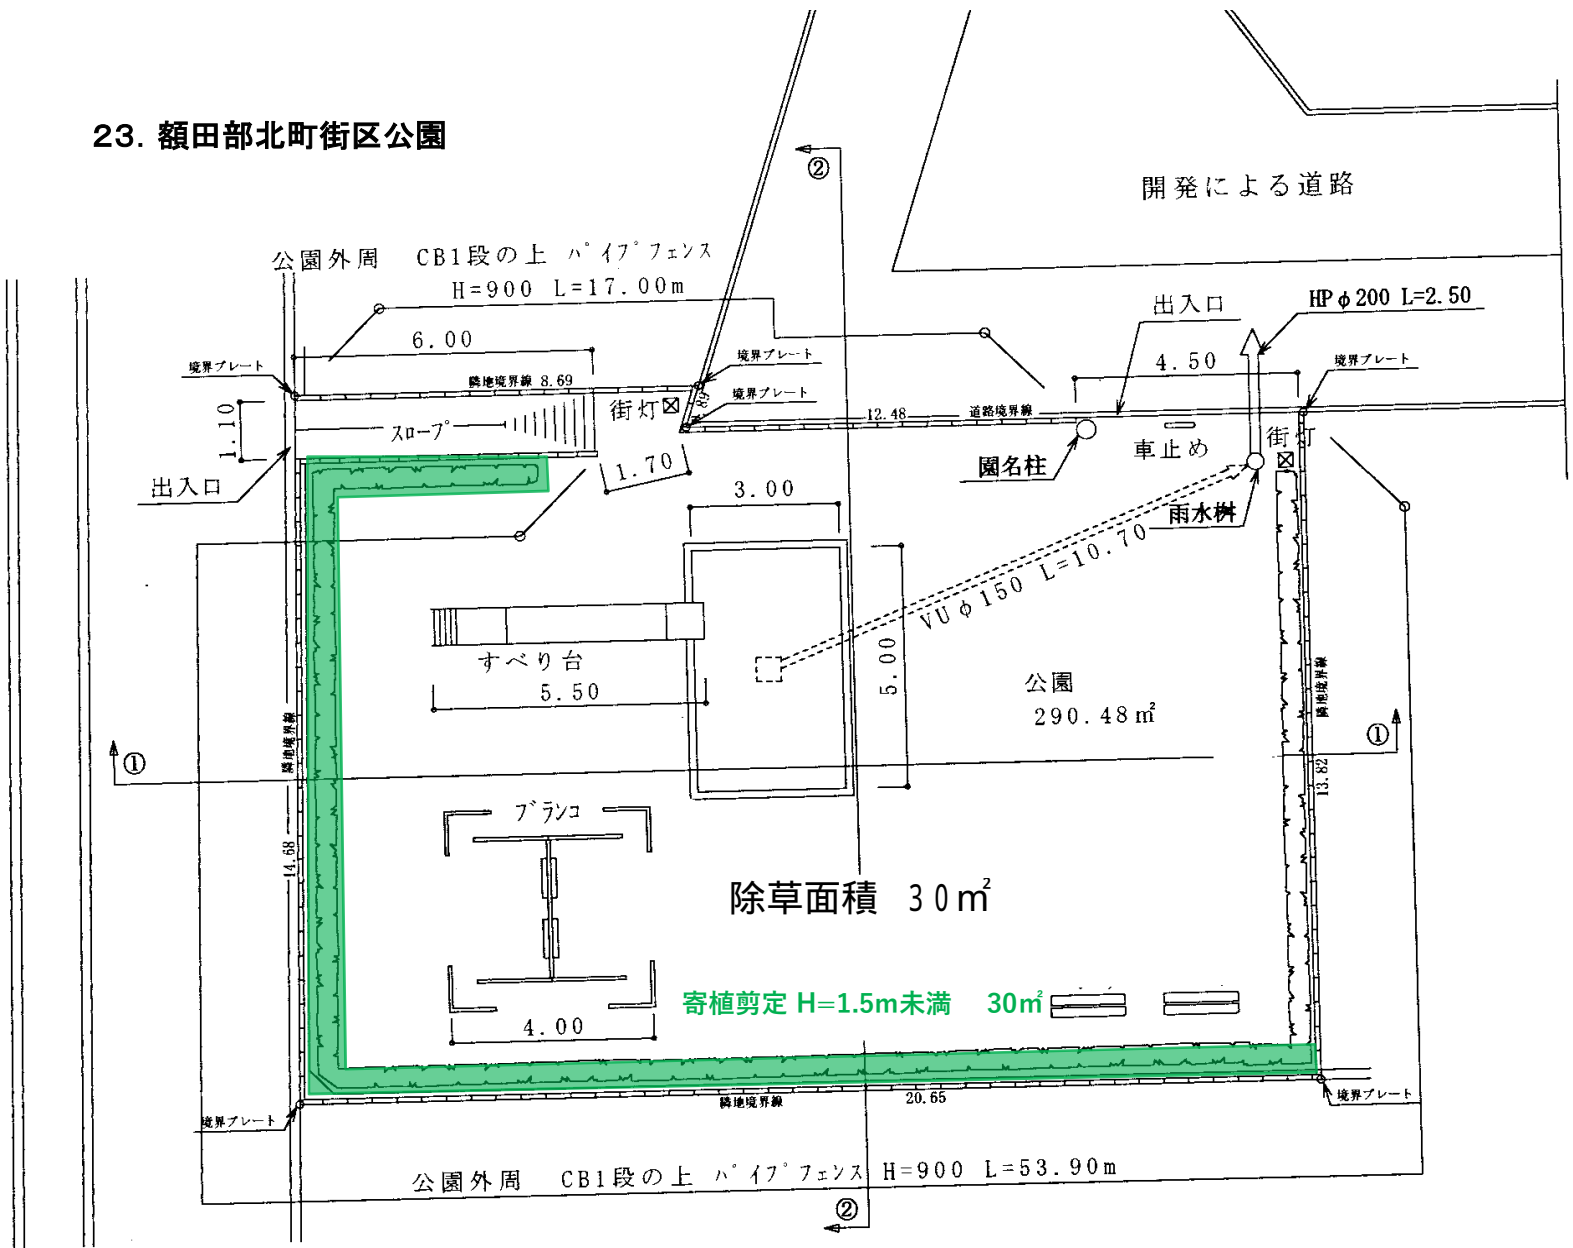 23. 額田部北町街区公園
②
開発による道路
公園外周 CB1段の上 パイプフェンス
H=900 L=17.00m
出入口
HPφ200 L=2.50
6.00
境界プレート
境界プレート
4.50
境界プレート
隣地境界線 8.69
境界プレート
街灯
1.10
12.48
道路境界線
スロープ
車止め
街灯
園名柱
1.70
出入口
3.00
雨水桝
VUφ150 L=10.70
すべり台
5.00
5.50
公園
290.48㎡
隣地境界線
13.82
隣地境界線
14.68
①
①
ブランコ
除草面積 30㎡
寄植剪定 H=1.5m未満 30㎡
4.00
隣地境界線
20.65
境界プレート
境界プレート
公園外周 CB1段の上 パイプフェンス H=900 L=53.90m
②